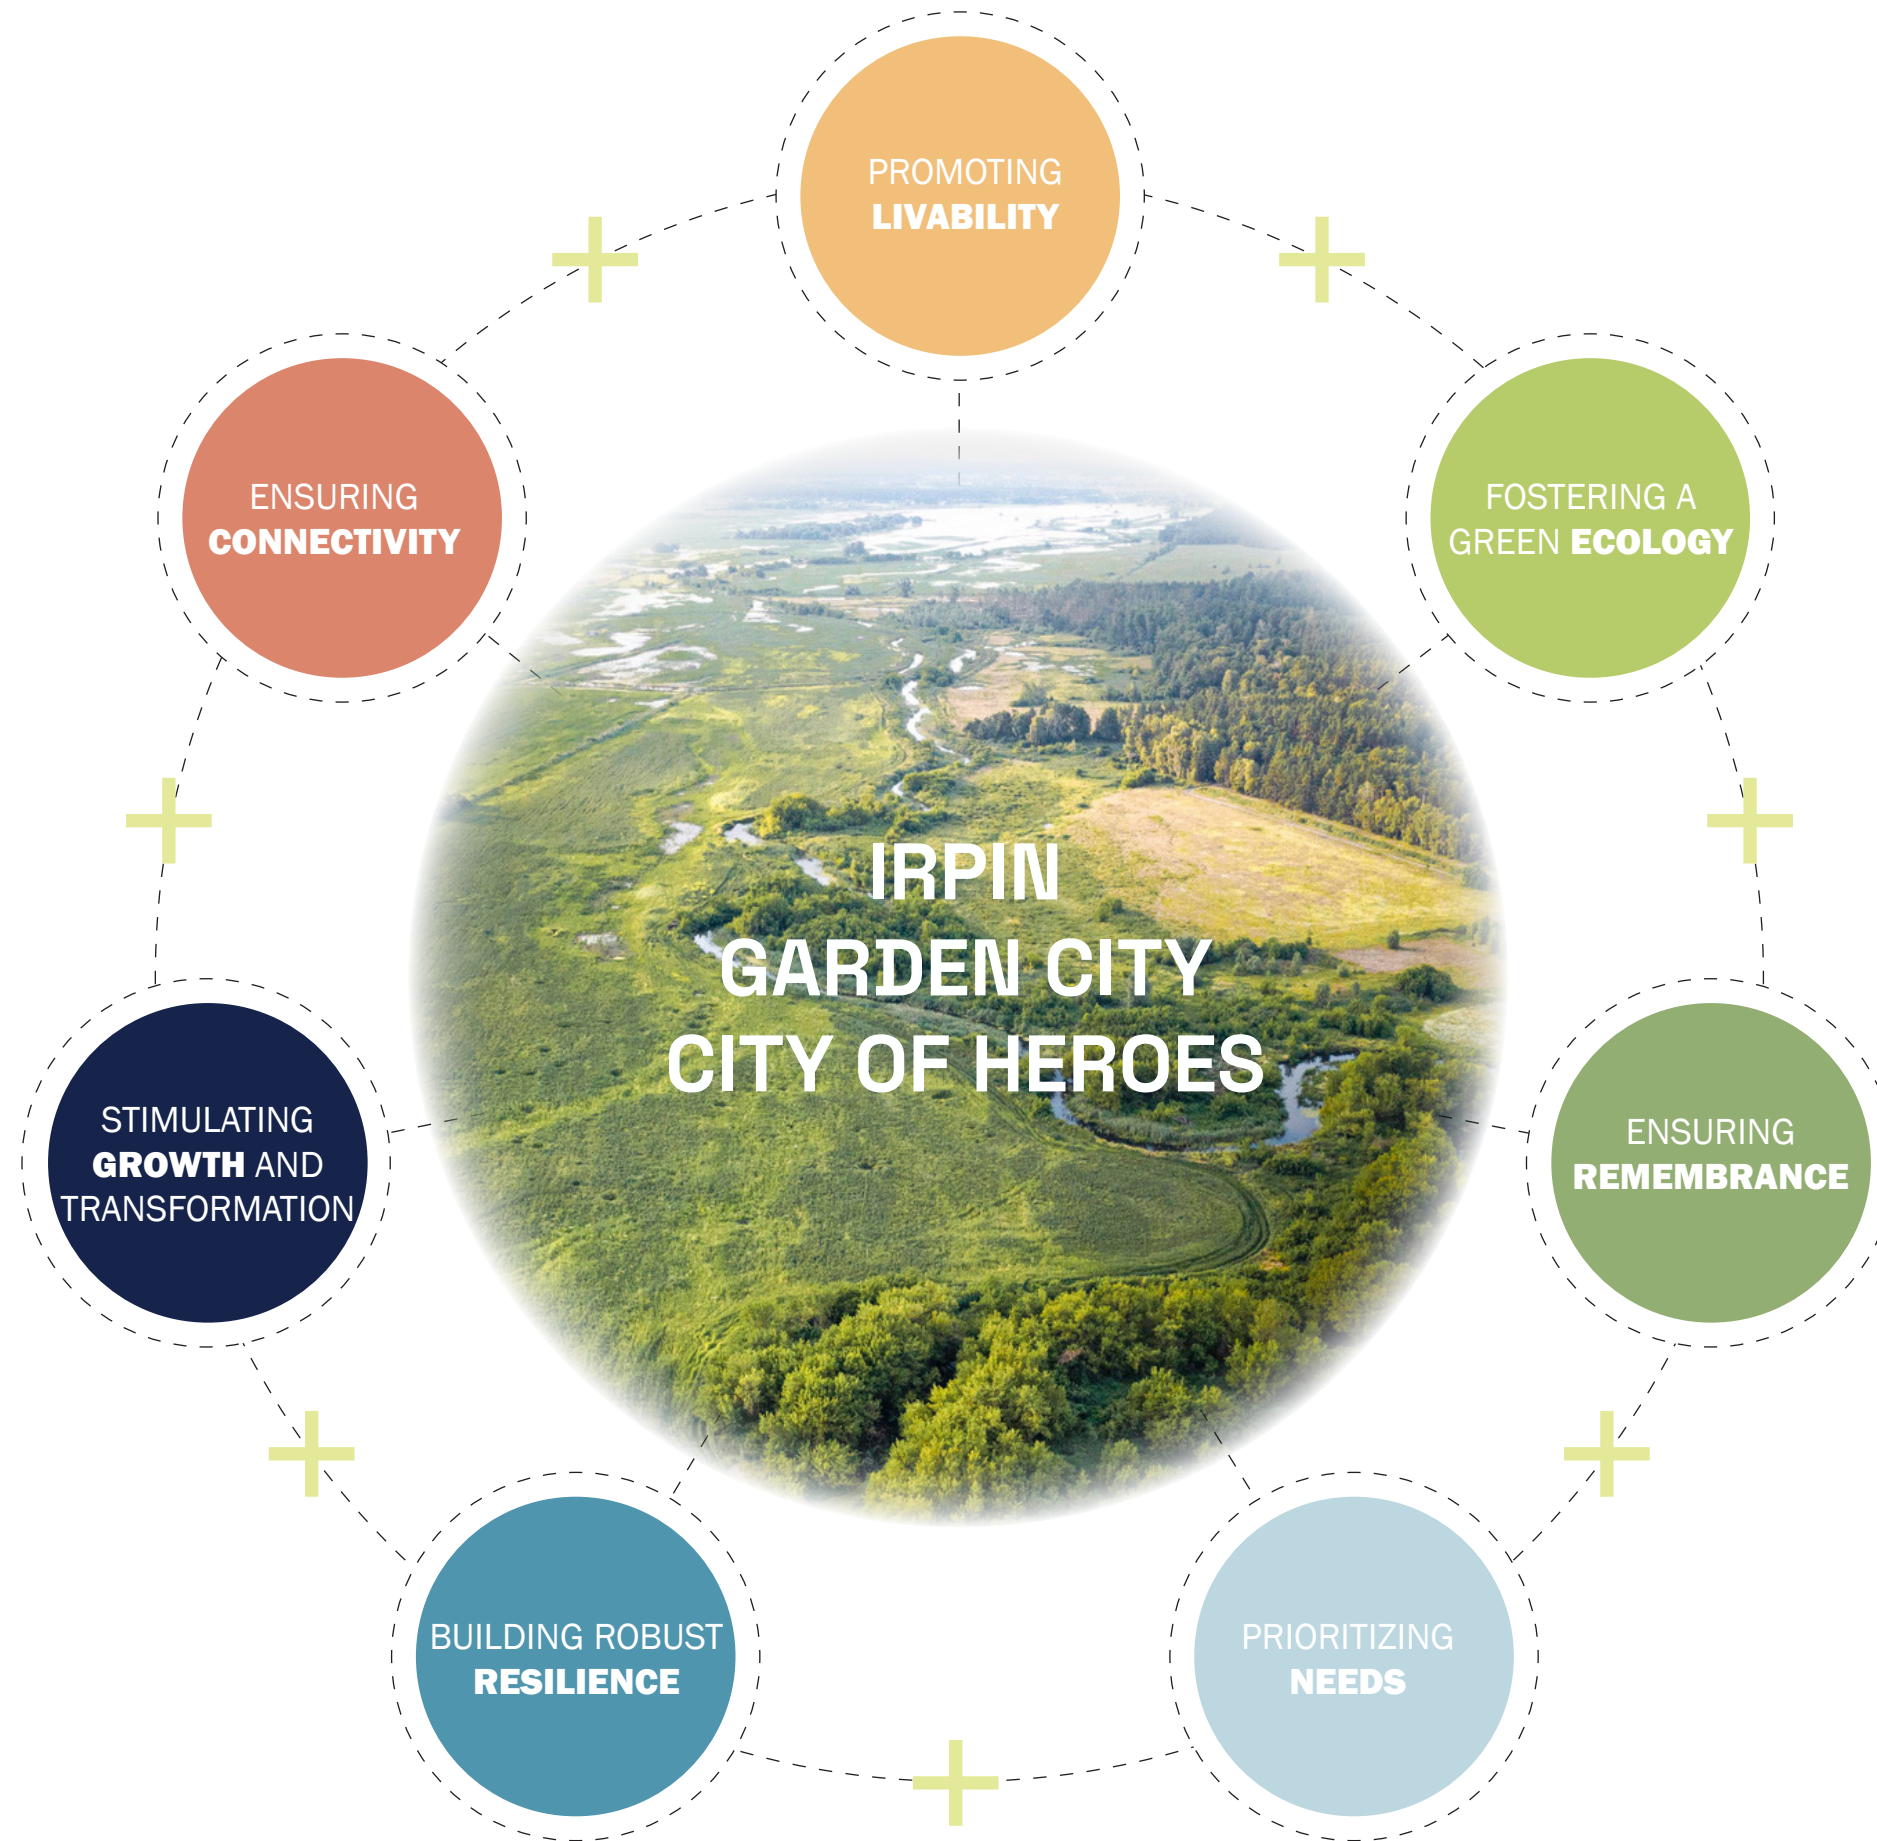 PROMOTING
LIVABILITY
ENSURING
CONNECTIVITY
FOSTERING A
GREEN ECOLOGY
IRPIN
GARDEN CITY
CITY OF HEROES
STIMULATING
GROWTH AND
TRANSFORMATION
ENSURING
REMEMBRANCE
BUILDING ROBUST
RESILIENCE
PRIORITIZING
NEEDS